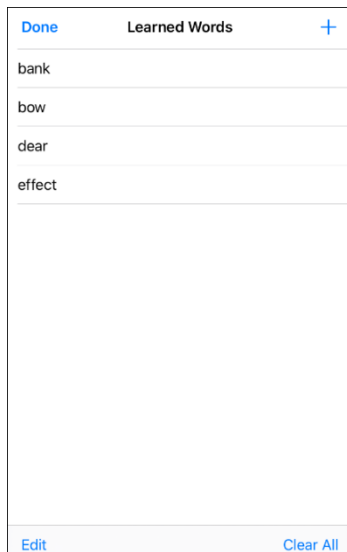 Done Learned Words +
bank
bow
dear
effect
Edit Clear All